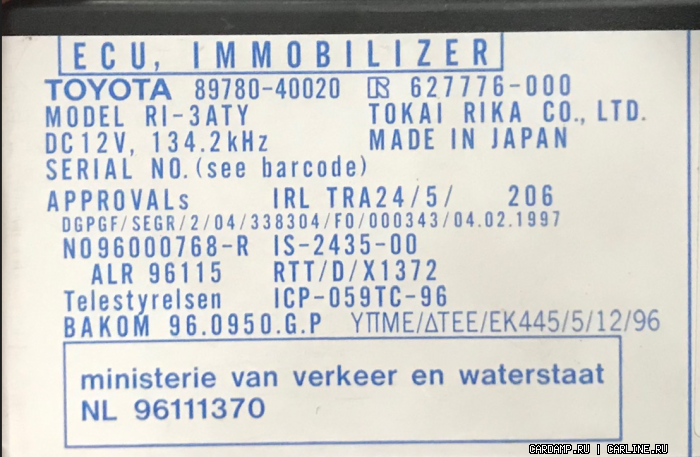 ECU, IMMOBILIZER
TOYOTA 89780-40020 R 627776-000
MODEL RI-3ATY TOKAI RIKA CO., LTD.
DC12V, 134.2kHz MADE IN JAPAN
SERIAL NO.(see barcode)
APPROVALs IRL TRA24/5/ 206
DGPGF/SEGR/2/04/338304/FO/000343/04.02.1997
NO96000768-R IS-2435-00
ALR 96115 RTT/D/X1372
Telestyrelsen ICP-059TC-96
BAKOM 96.0950.G.P ΥΠΜΕ/ΔΤΕΕ/ΕΚ445/5/12/96
ministerie van verkeer en waterstaat
NL 96111370
CARDAMP.RU | CARLINE.RU